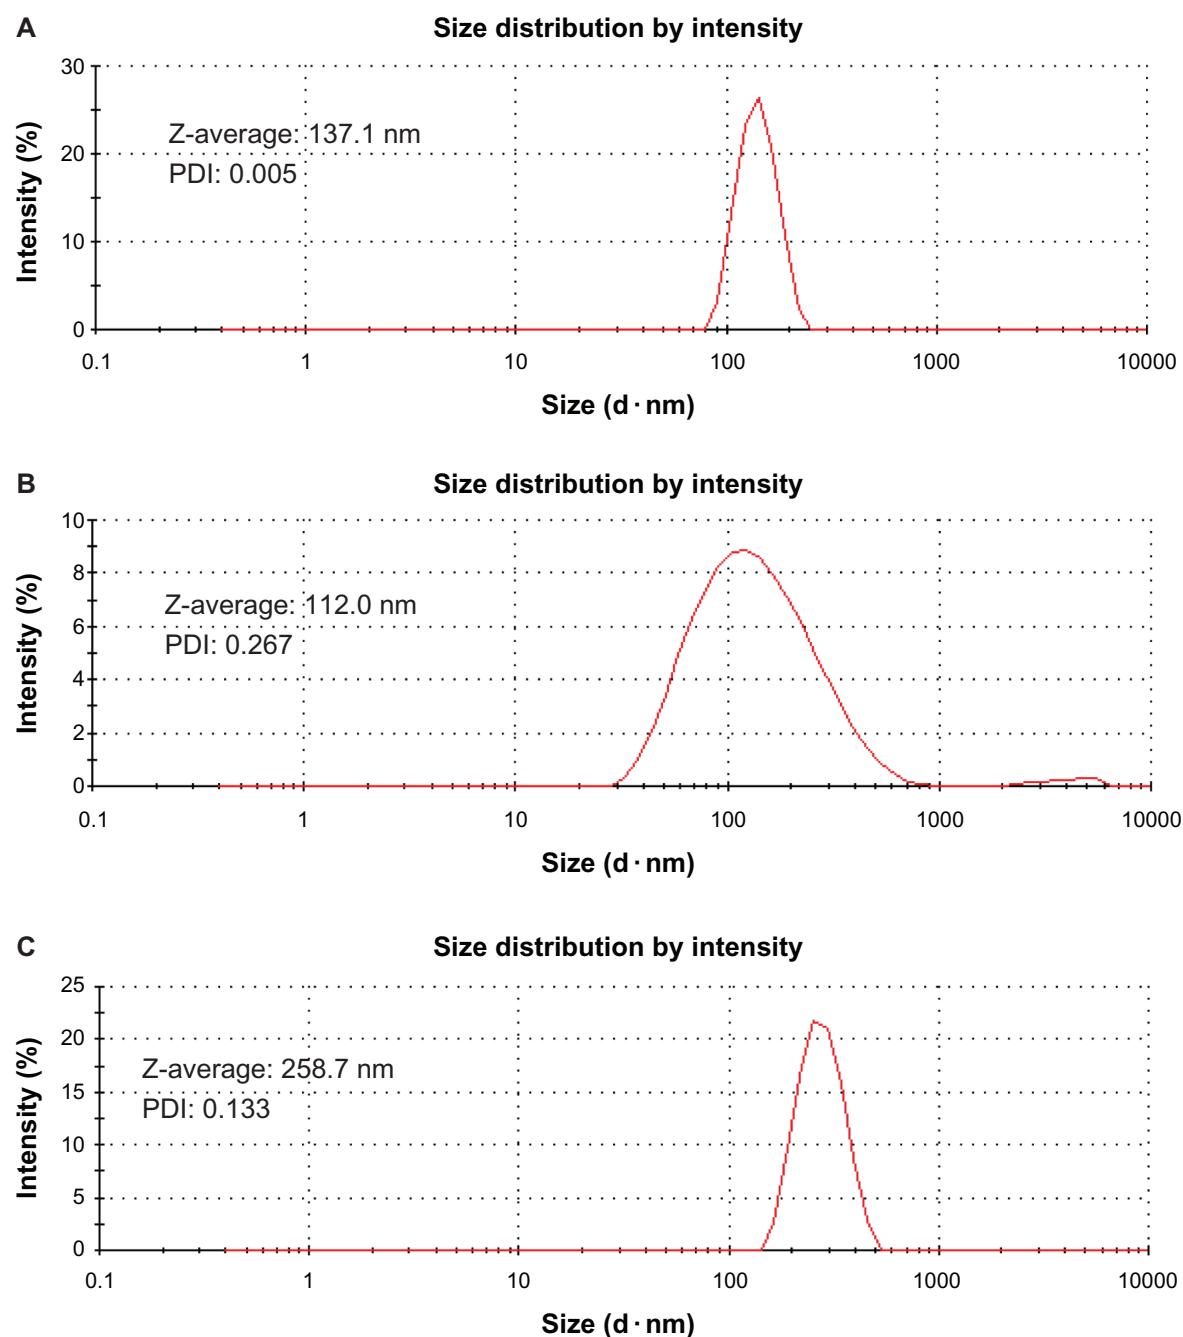 A
Size distribution by intensity
Intensity (%)
30
20
10
0
Z-average: 137.1 nm
PDI: 0.005
0.1 1 10 100 1000 10000
Size (d·nm)
B
Size distribution by intensity
Intensity (%)
10
8
6
4
2
0
Z-average: 112.0 nm
PDI: 0.267
0.1 1 10 100 1000 10000
Size (d·nm)
C
Size distribution by intensity
Intensity (%)
25
20
15
10
5
0
Z-average: 258.7 nm
PDI: 0.133
0.1 1 10 100 1000 10000
Size (d·nm)